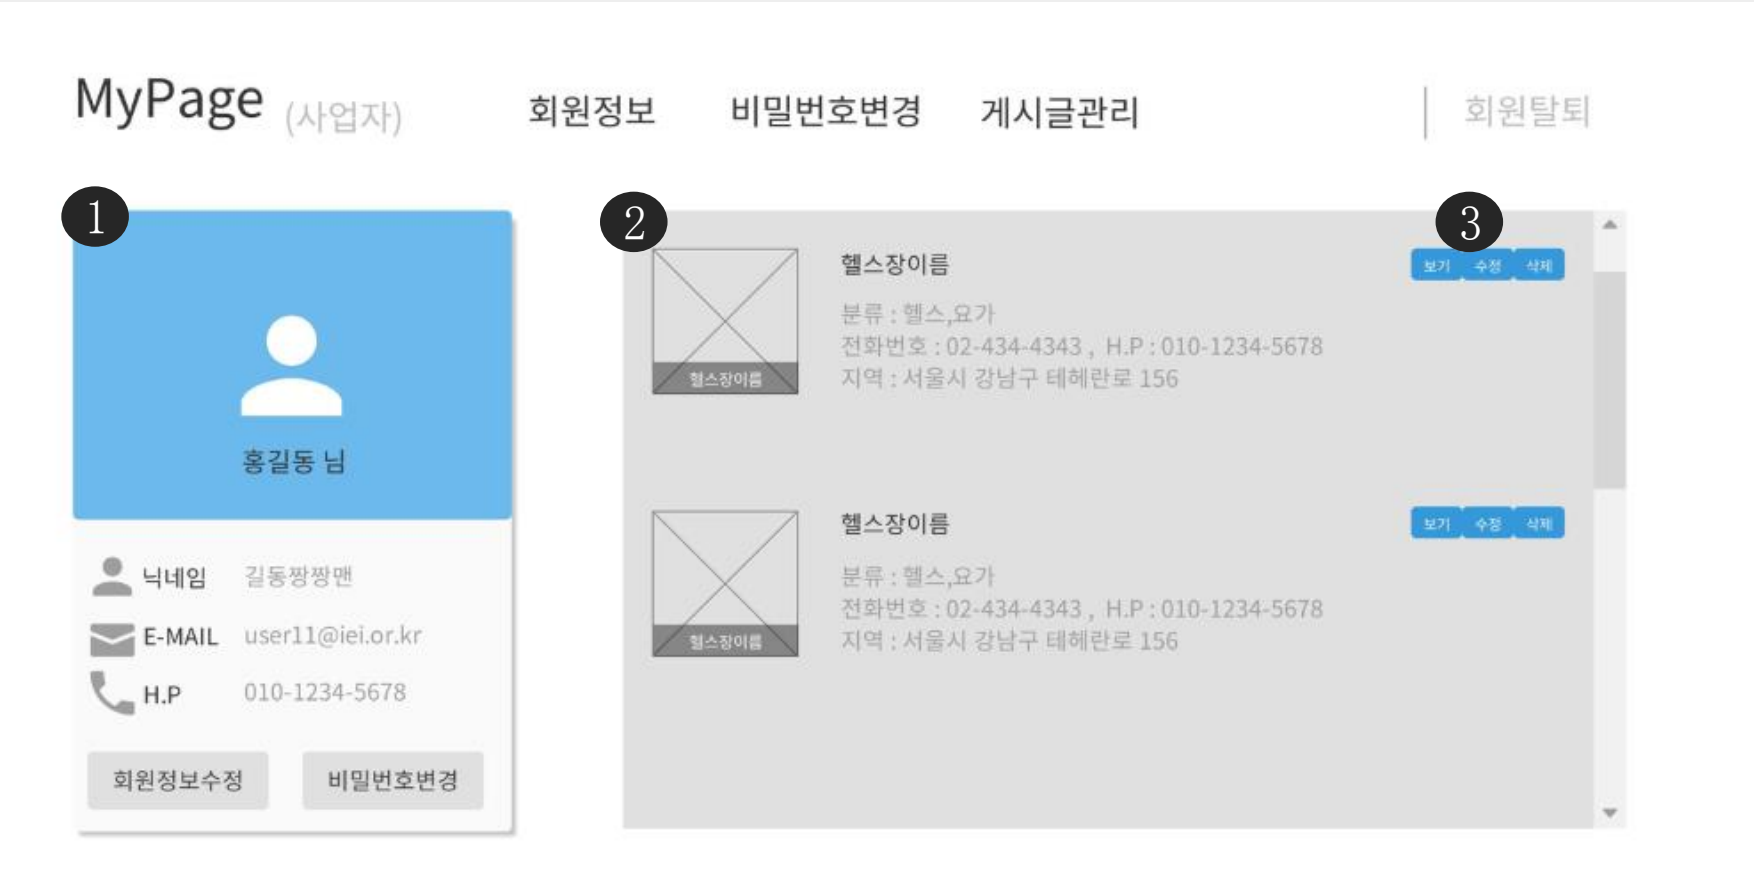 MyPage (사업자) 회원정보 비밀번호변경 게시글관리 회원탈퇴
1
홍길동 님
닉네임 길동짱짱맨
E-MAIL user11@iei.or.kr
H.P 010-1234-5678
회원정보수정 비밀번호변경
2
3
헬스장이름
헬스장이름
보기 수정 삭제
분류 : 헬스,요가
전화번호 : 02-434-4343 , H.P : 010-1234-5678
지역 : 서울시 강남구 테헤란로 156
헬스장이름
헬스장이름
보기 수정 삭제
분류 : 헬스,요가
전화번호 : 02-434-4343 , H.P : 010-1234-5678
지역 : 서울시 강남구 테헤란로 156